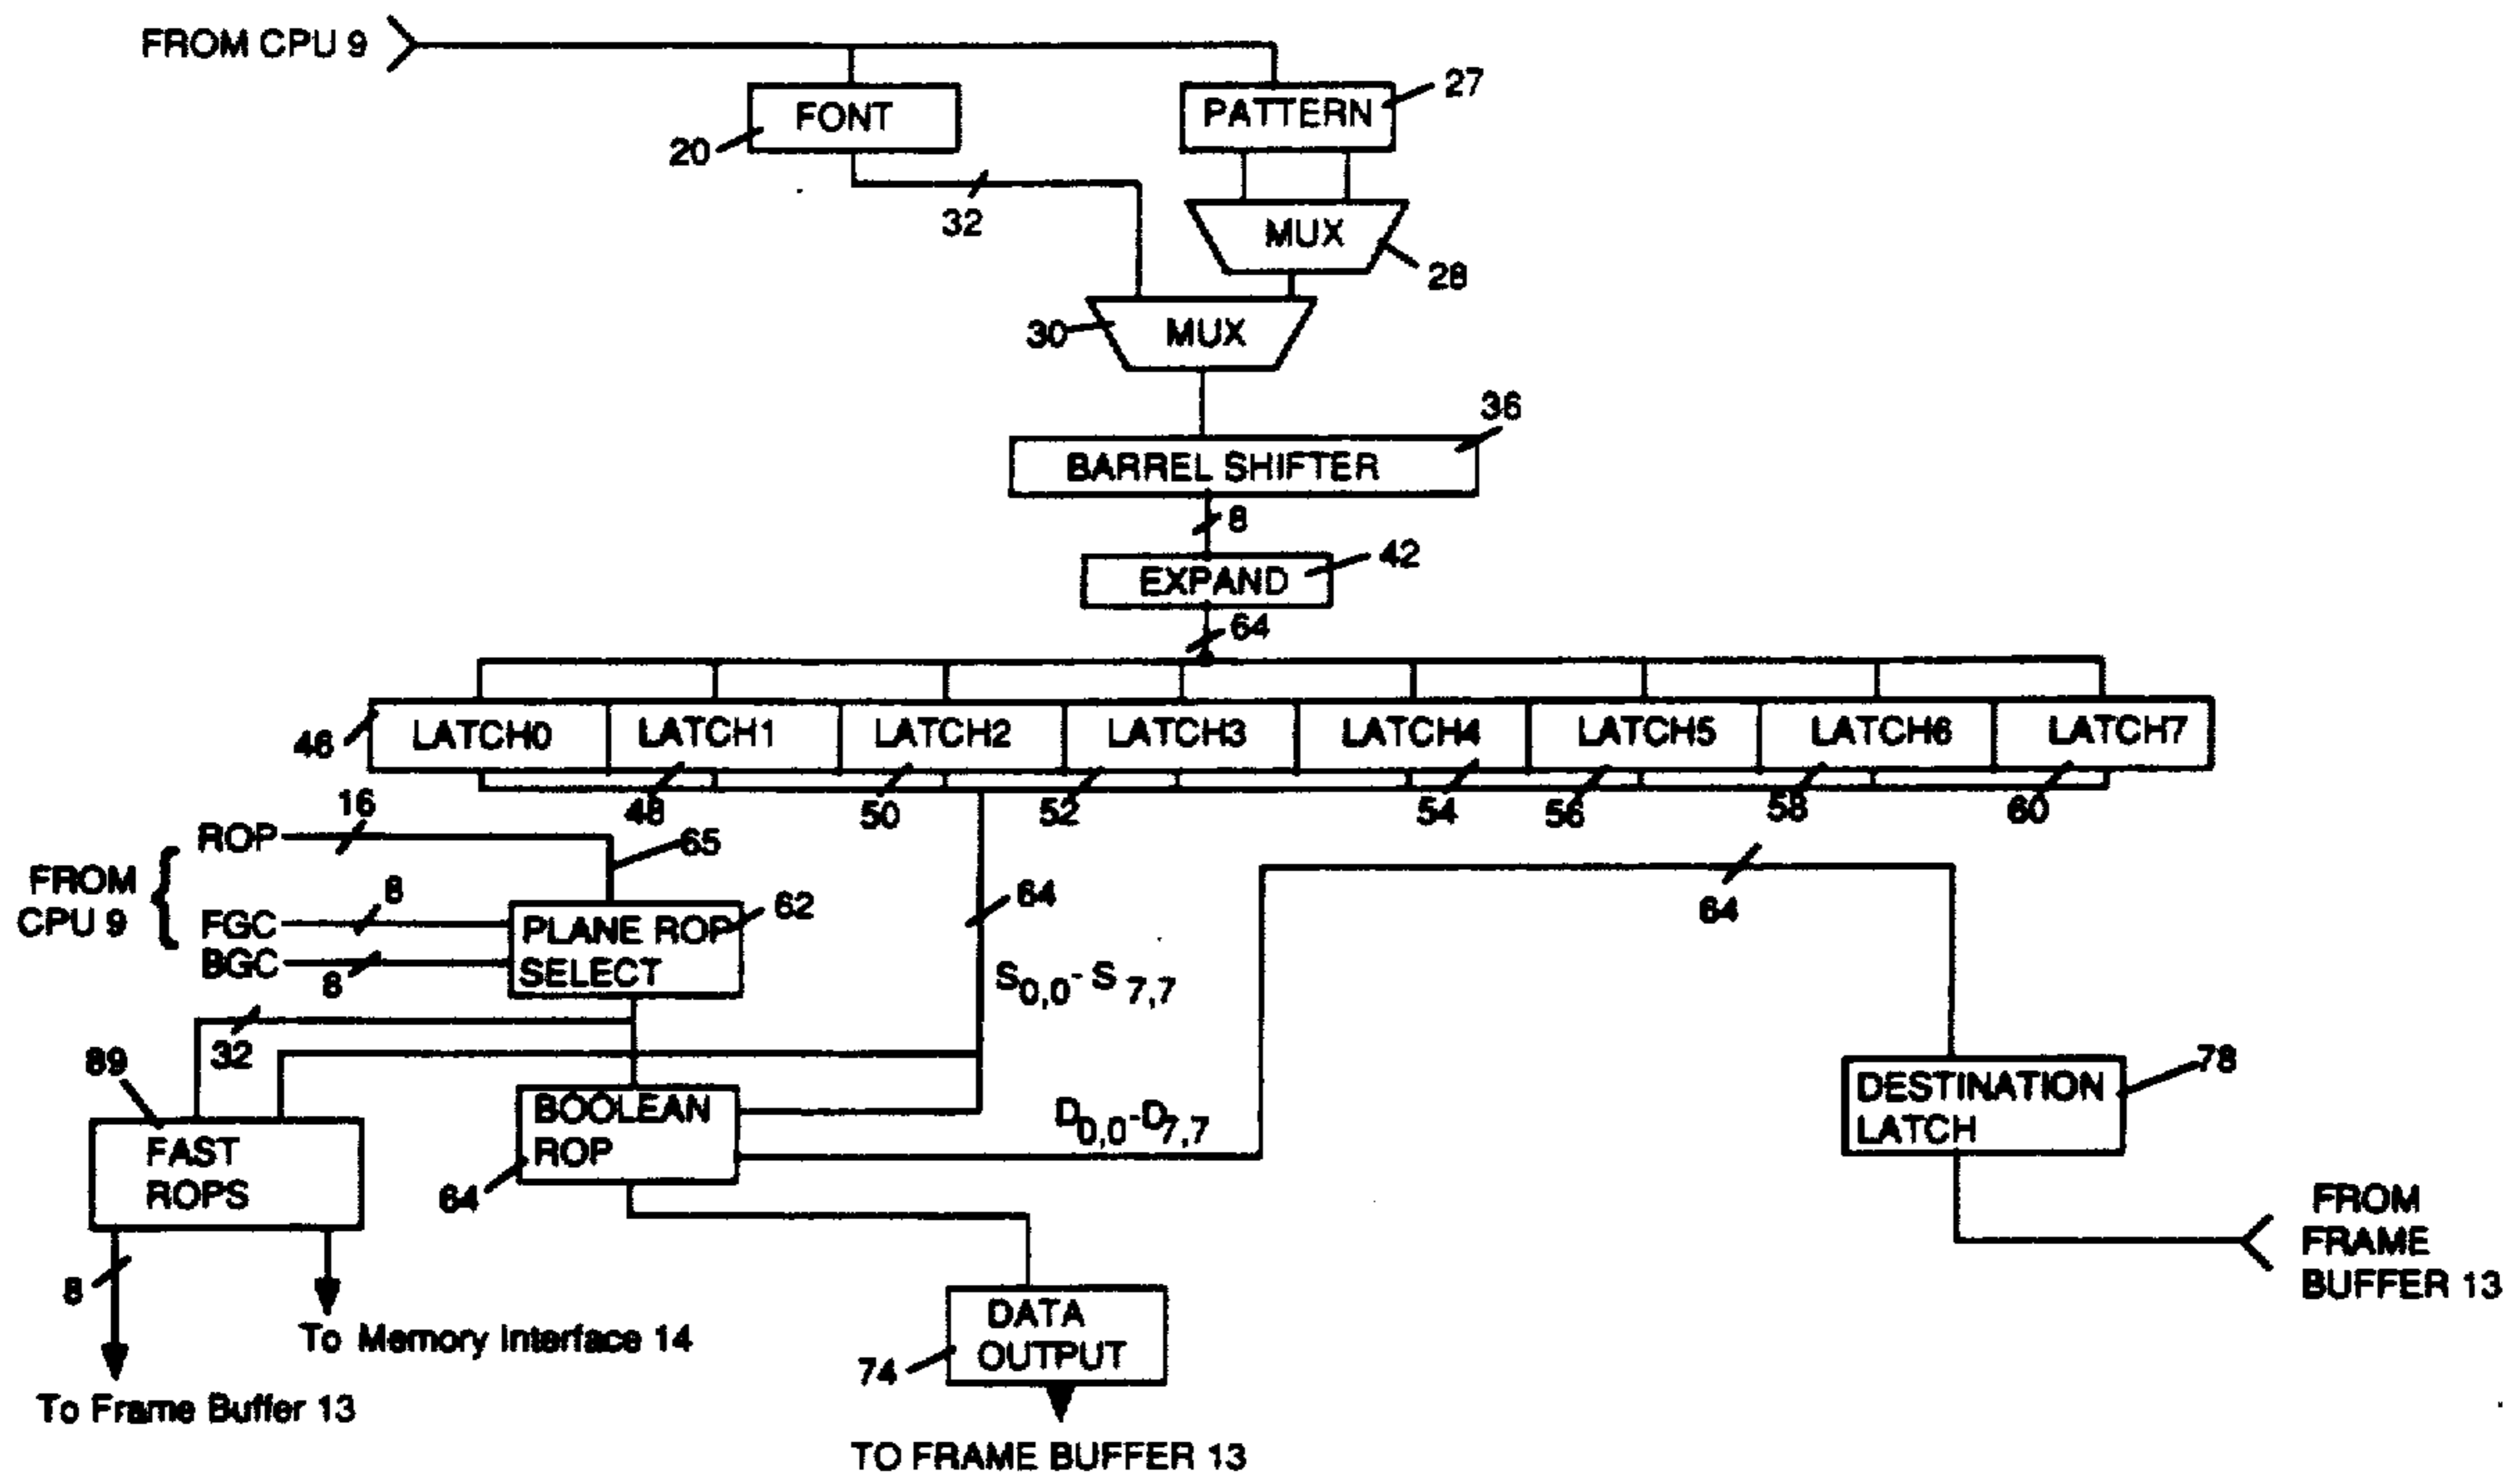 FROM CPU 9
FONT
PATTERN
27
20
32
MUX
28
30
MUX
36
BARREL SHIFTER
8
42
EXPAND
64
46
LATCH0
LATCH1
LATCH2
LATCH3
LATCH4
LATCH5
LATCH6
LATCH7
48
50
52
54
56
58
60
16
ROP
65
FROM
CPU 9
{
8
FGC
BGC
8
PLANE ROP
SELECT
62
64
64
S0,0-S7,7
32
89
FAST
ROPS
BOOLEAN
ROP
64
D0,0-D7,7
DESTINATION
LATCH
78
FROM
FRAME
BUFFER 13
8
To Memory Interface 14
To Frame Buffer 13
DATA
OUTPUT
74
TO FRAME BUFFER 13